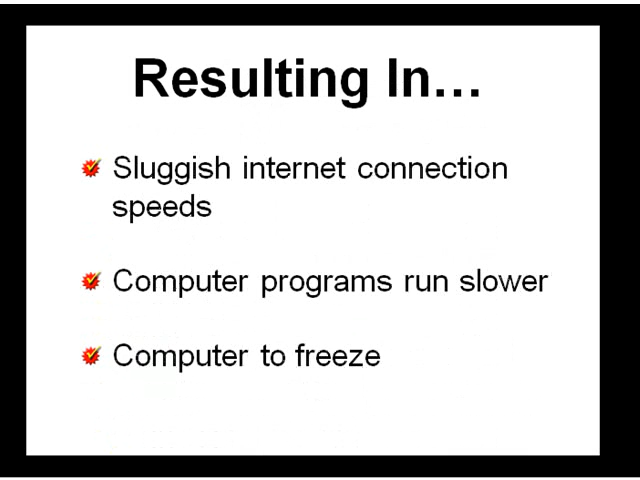 Resulting In…
Sluggish internet connection
speeds
Computer programs run slower
Computer to freeze